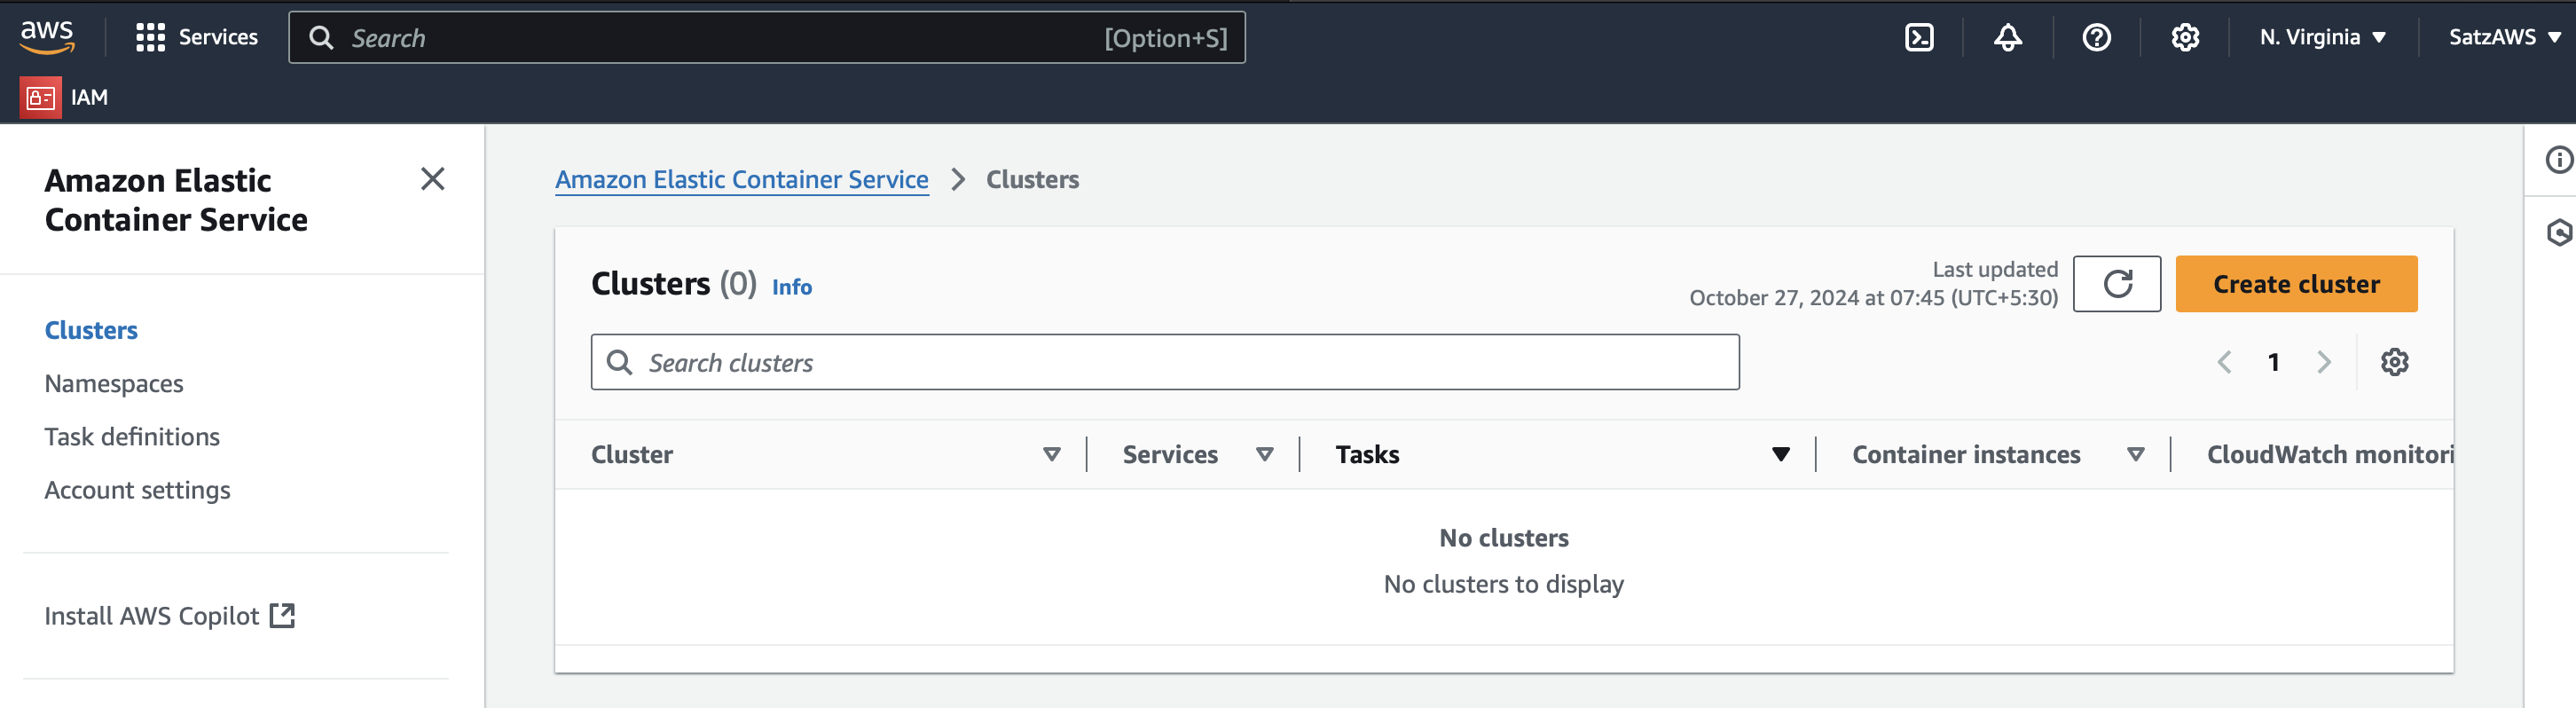 aws
Services
Search
[Option+S]
N. Virginia
SatzAWS
IAM
Amazon Elastic
Container Service
Clusters
Namespaces
Task definitions
Account settings
Install AWS Copilot
Amazon Elastic Container Service
Clusters
Clusters (0) Info
Last updated
October 27, 2024 at 07:45 (UTC+5:30)
Create cluster
Search clusters
1
Cluster
Services
Tasks
Container instances
CloudWatch monitori
No clusters
No clusters to display